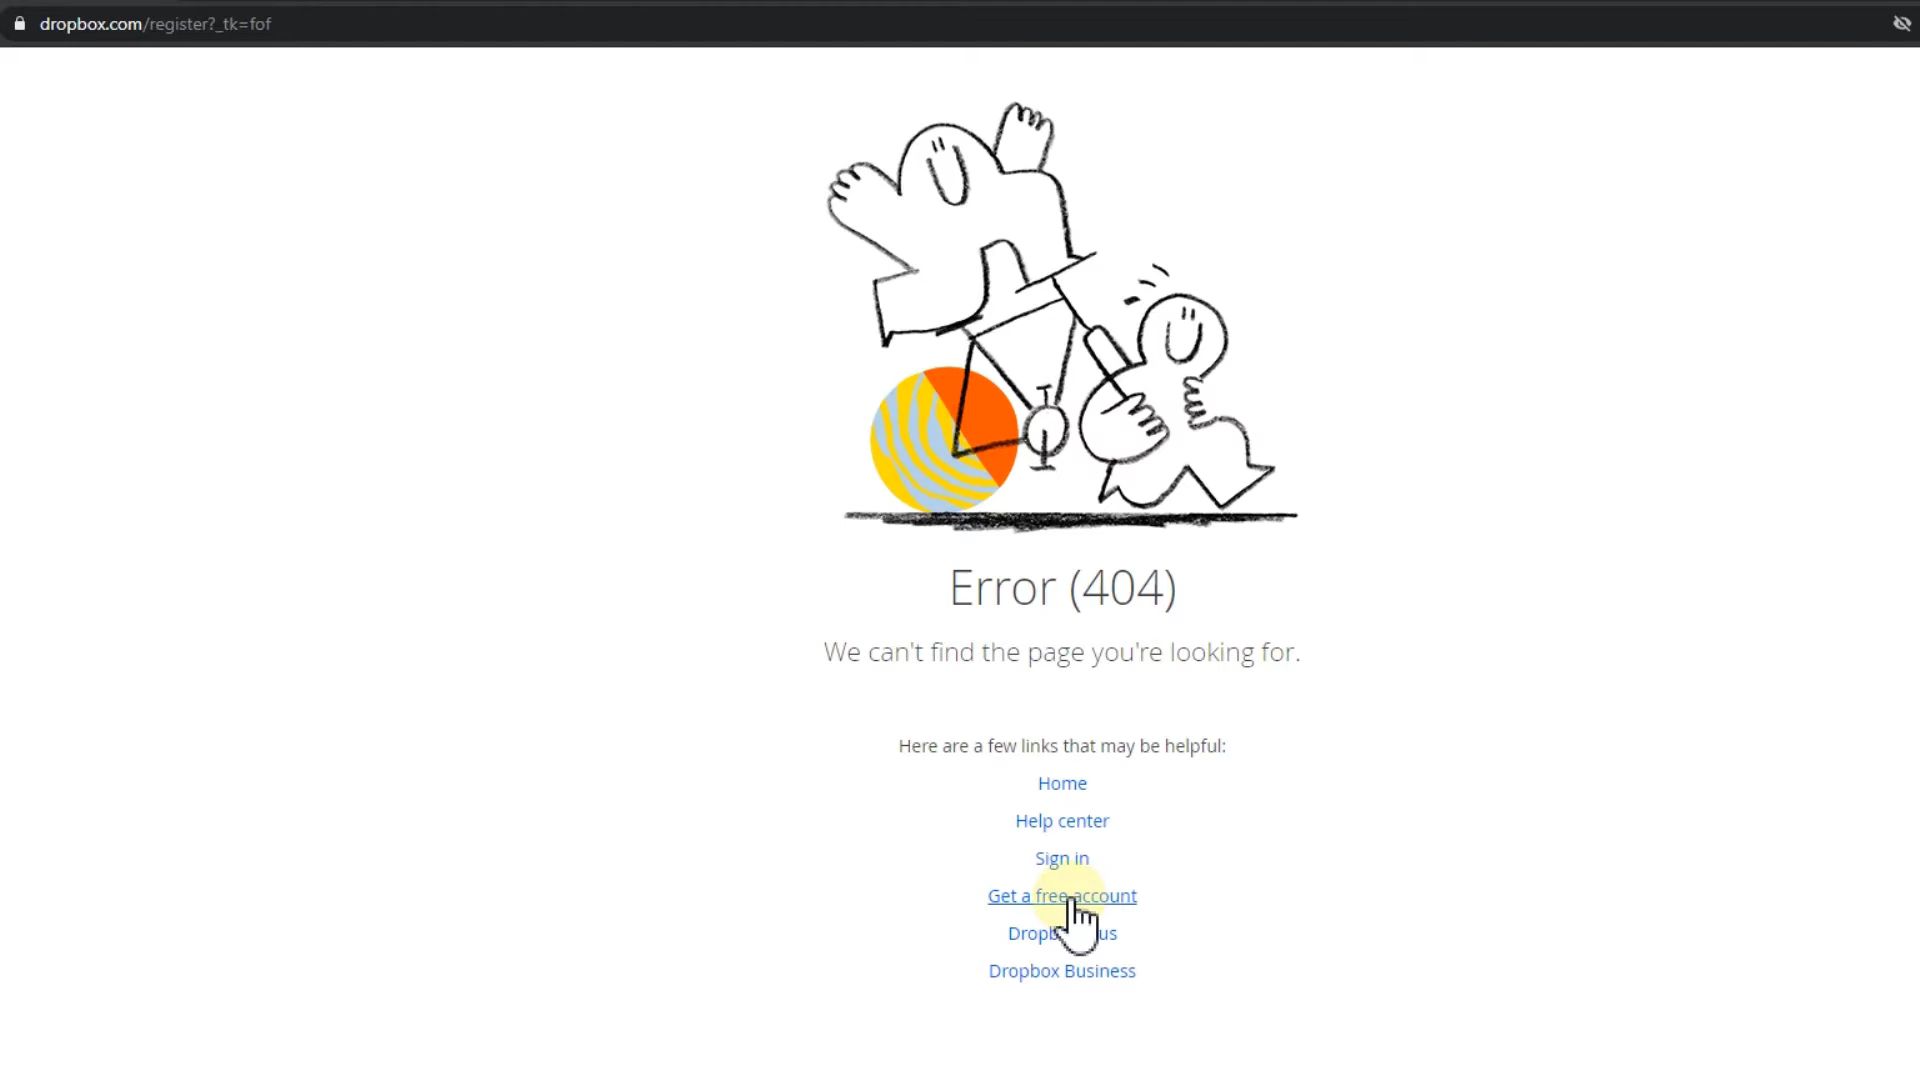 dropbox.com/register?_tk=fof
Error (404)
We can't find the page you're looking for.
Here are a few links that may be helpful:
Home
Help center
Sign in
Get a free account
Dropbox Business